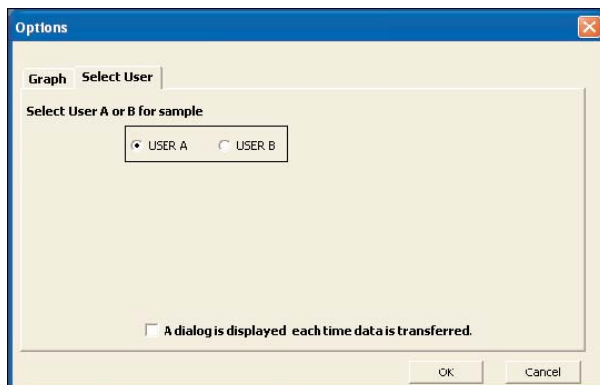 Options
Graph Select User
Select User A or B for sample
USER A USER B
A dialog is displayed each time data is transferred.
OK Cancel